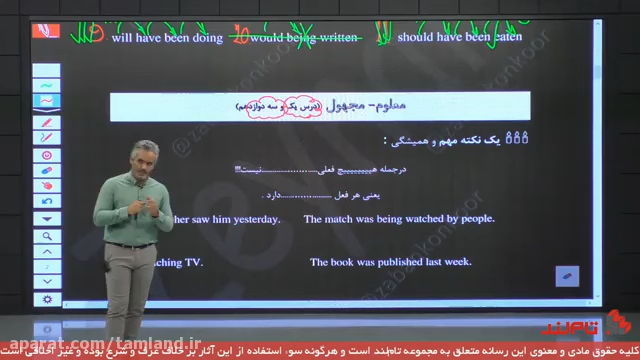 will have been doing would being written should have been eaten
معلوم - مجهول (درس یک و سه دوازدهم)
یک نکته مهم و همیشگی :
درجمله هیـــــــچ فعلی.....................نیست!!!
یعنی هر فعل ..................دارد .
her saw him yesterday. The match was being watched by people.
ching TV. The book was published last week.
@zabankonkoor
تاملند
aparat.com/tamland.ir
کلیه حقوق مادی و معنوی این رسانه متعلق به مجموعه تاملند است و هرگونه سوء استفاده از این آثار بر خلاف عرف و شرع بوده و غیر اخلاقی است